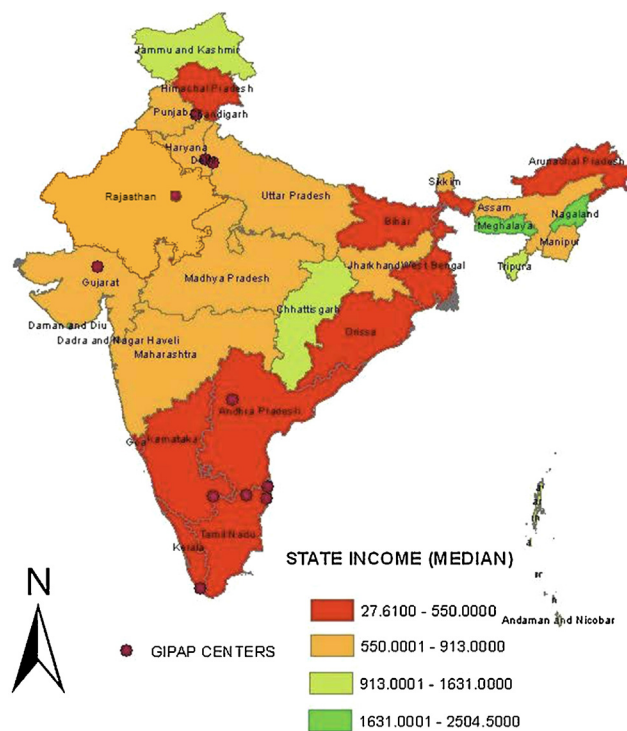 Jammu and Kashmir
Himachal Pradesh
Punjab
Chandigarh
Haryana
Delhi
Arunachal Pradesh
Sikkim
Rajasthan
Uttar Pradesh
Assam
Nagaland
Bihar
Meghalaya
Manipur
Jharkhand
West Bengal
Tripura
Gujarat
Madhya Pradesh
Chhattisgarh
Daman and Diu
Dadra and Nagar Haveli
Orissa
Maharashtra
Andhra Pradesh
Goa
Karnataka
Tamil Nadu
Kerala
STATE INCOME (MEDIAN)
N
27.6100 - 550.0000
Andaman and Nicobar
550.0001 - 913.0000
GIPAP CENTERS
913.0001 - 1631.0000
1631.0001 - 2504.5000